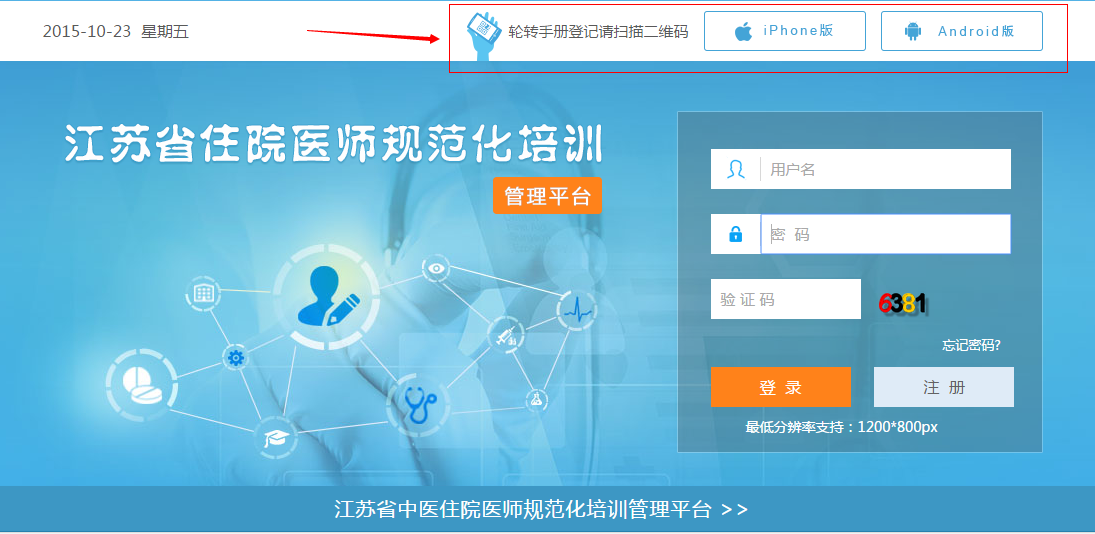 2015-10-23 星期五
轮转手册登记请扫描二维码
iPhone版
Android版
江苏省住院医师规范化培训
管理平台
用户名
密 码
验 证 码
6381
忘记密码?
登 录
注 册
最低分辨率支持：1200*800px
江苏省中医住院医师规范化培训管理平台 >>